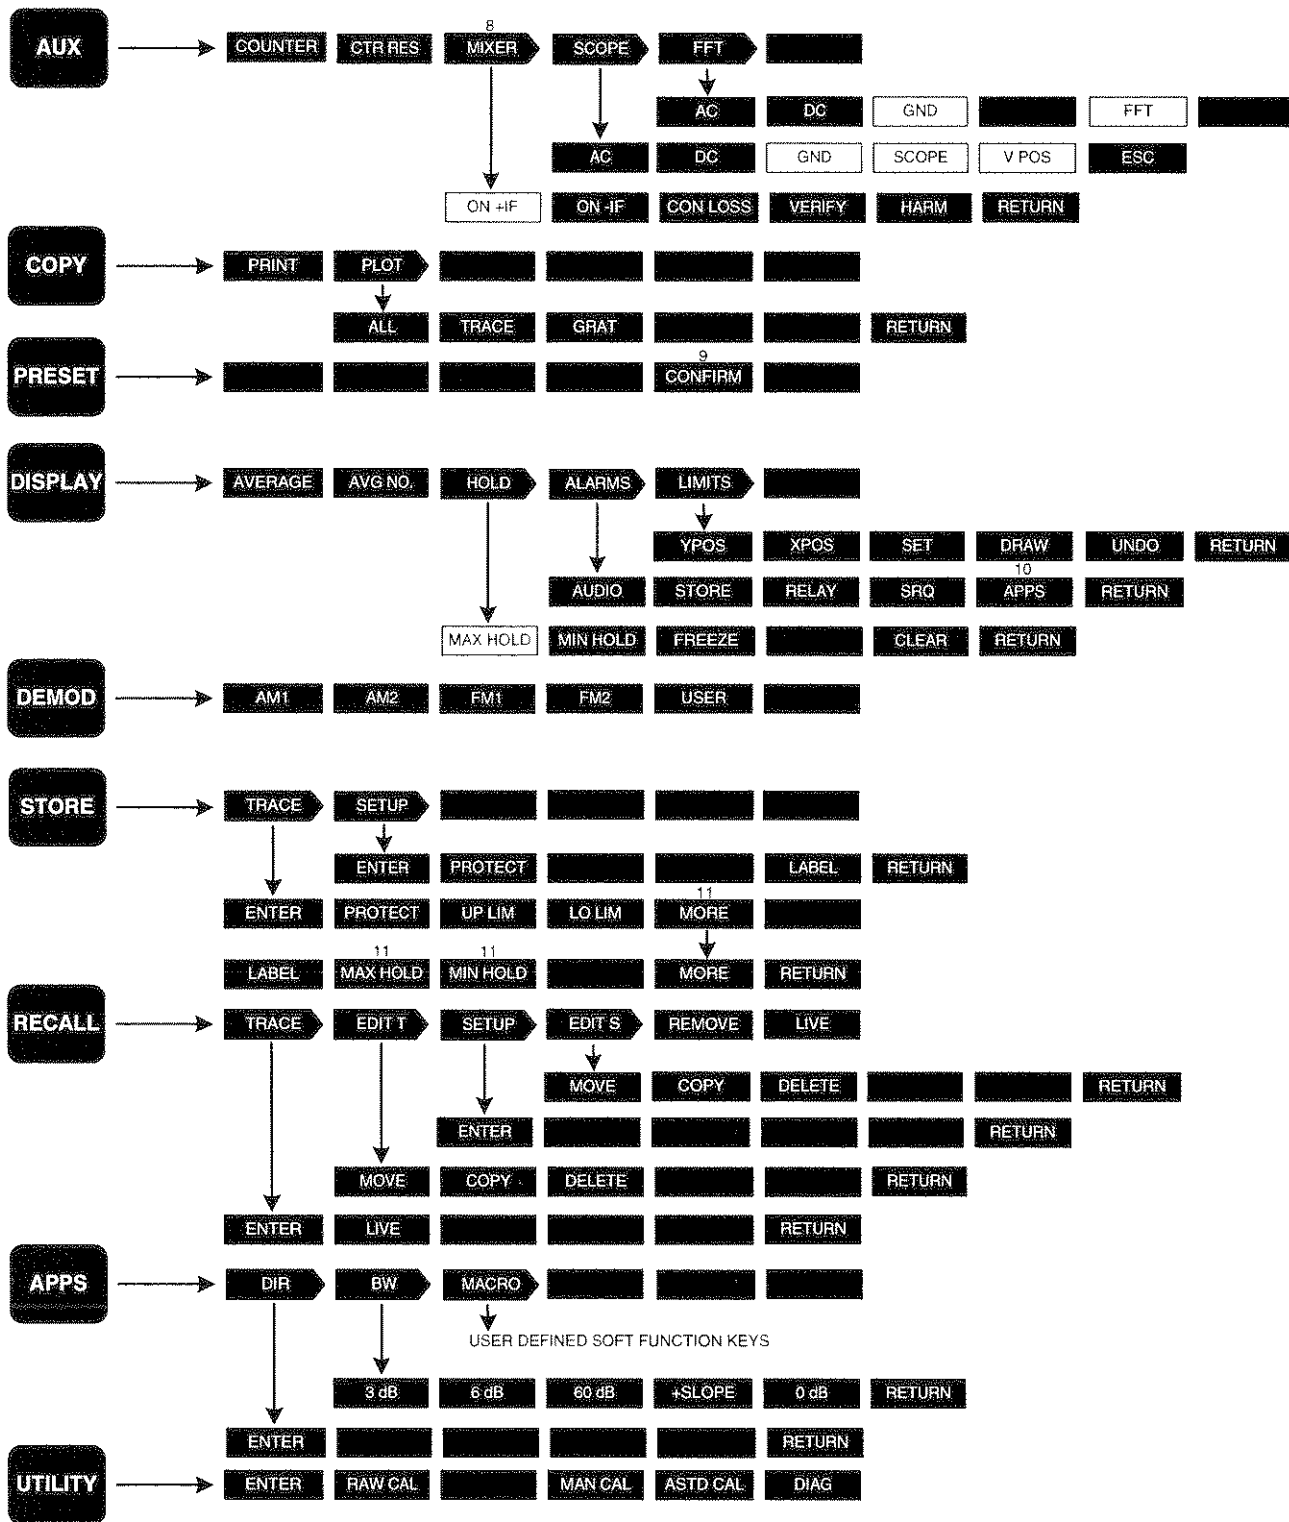 8
AUX COUNTER CTR RES MIXER SCOPE FFT
AC DC GND FFT
AC DC GND SCOPE V POS ESC
ON +IF ON -IF CON LOSS VERIFY HARM RETURN
COPY PRINT PLOT
ALL TRACE GRAT RETURN
9
PRESET CONFIRM
DISPLAY AVERAGE AVG NO. HOLD ALARMS LIMITS
YPOS XPOS SET DRAW UNDO RETURN
10
AUDIO STORE RELAY SRQ APPS RETURN
MAX HOLD MIN HOLD FREEZE CLEAR RETURN
DEMOD AM1 AM2 FM1 FM2 USER
STORE TRACE SETUP
ENTER PROTECT LABEL RETURN
11
ENTER PROTECT UP LIM LO LIM MORE
11 11
LABEL MAX HOLD MIN HOLD MORE RETURN
RECALL TRACE EDIT T SETUP EDIT S REMOVE LIVE
MOVE COPY DELETE RETURN
ENTER RETURN
MOVE COPY DELETE RETURN
ENTER LIVE RETURN
APPS DIR BW MACRO
USER DEFINED SOFT FUNCTION KEYS
3 dB 6 dB 60 dB +SLOPE 0 dB RETURN
ENTER RETURN
UTILITY ENTER RAW CAL MAN CAL ASTD CAL DIAG